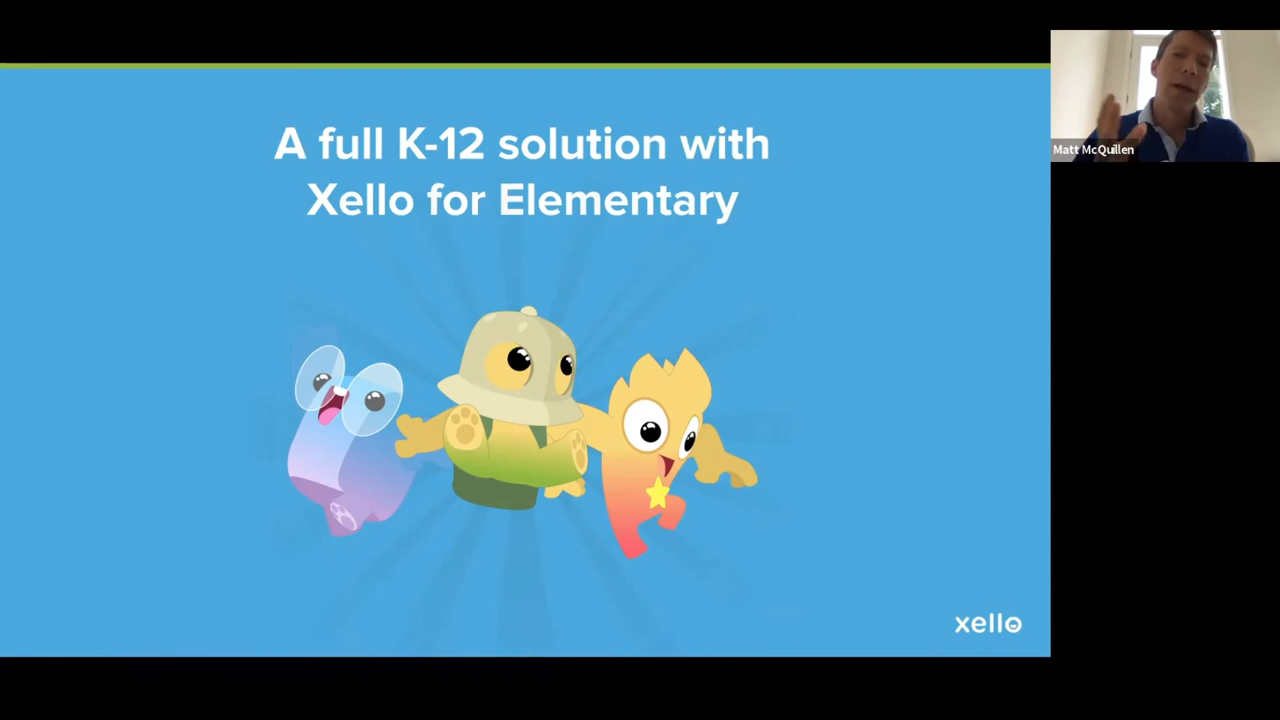 A full K-12 solution with
Xello for Elementary
Matt McQuillen
xello